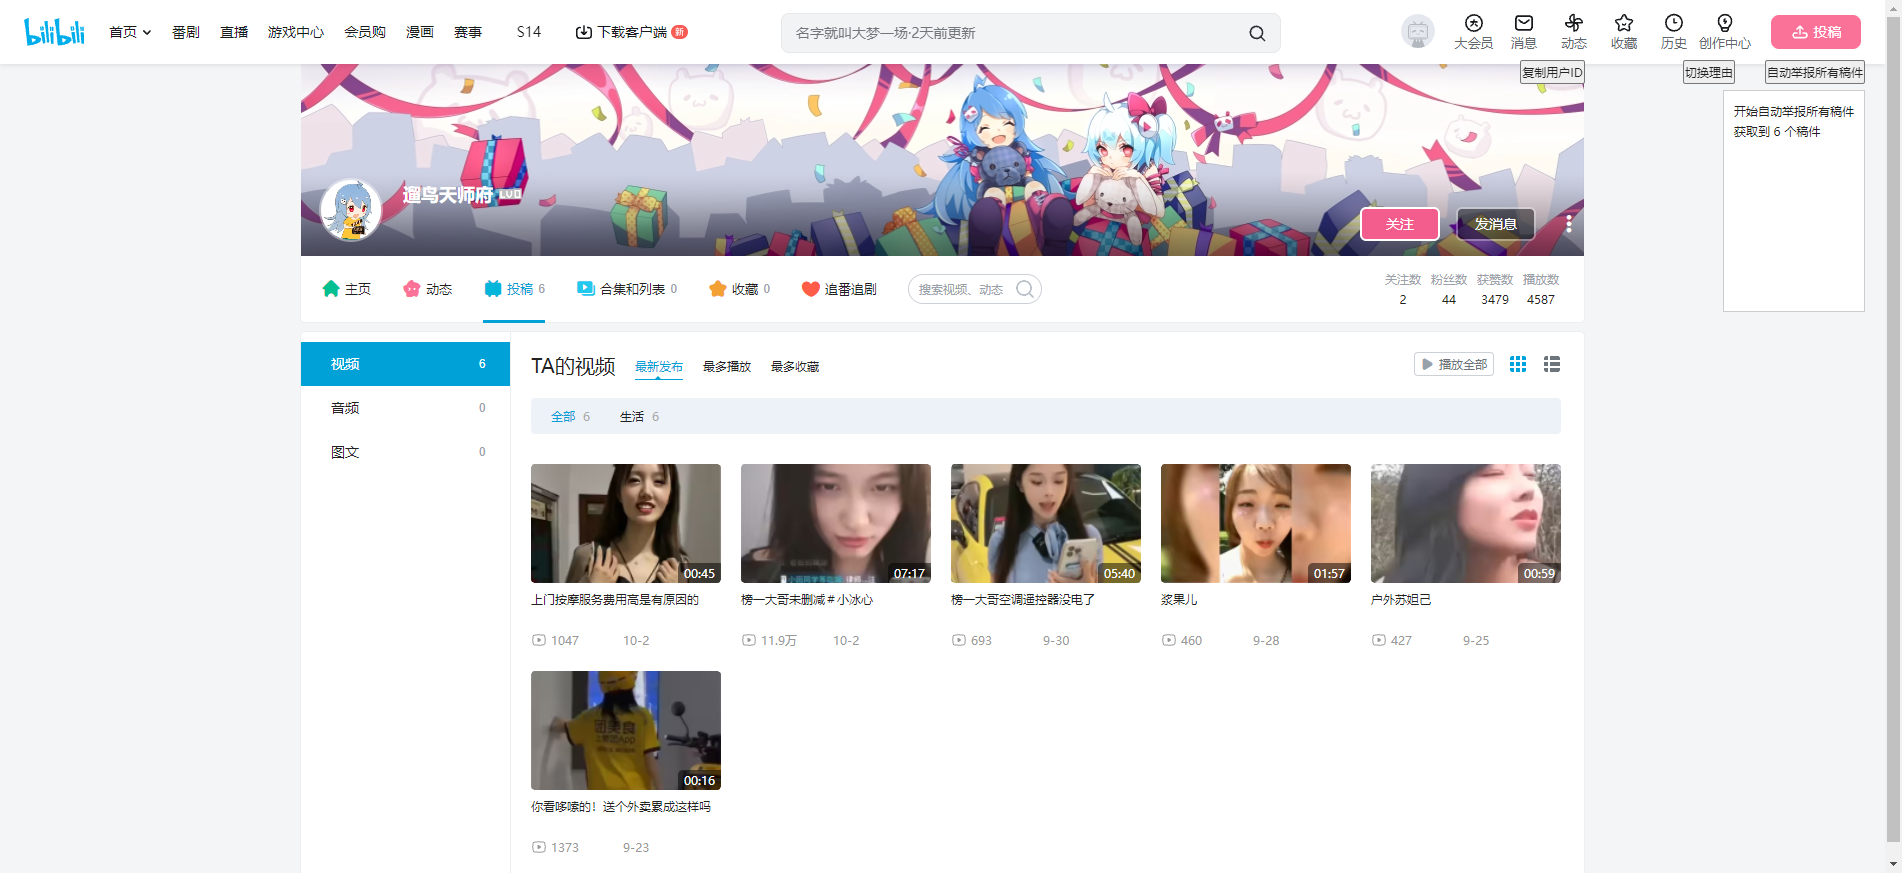 bilibili
首页
番剧
直播
游戏中心
会员购
漫画
赛事
S14
下载客户端
新
名字就叫大梦一场·2天前更新
大会员
消息
动态
收藏
历史
创作中心
投稿
复制用户ID
切换理由
自动举报所有稿件
开始自动举报所有稿件
获取到 6 个稿件
遛鸟天师府 LV0
关注
发消息
主页
动态
投稿 6
合集和列表 0
收藏 0
追番追剧
搜索视频、动态
关注数 粉丝数 获赞数 播放数
2 44 3479 4587
视频 6
音频 0
图文 0
TA的视频
最新发布
最多播放
最多收藏
播放全部
全部 6
生活 6
00:45
07:17
05:40
01:57
00:59
上门按摩服务费用高是有原因的
榜一大哥未删减＃小冰心
榜一大哥空调遥控器没电了
浆果儿
户外苏妲己
1047 10-2
11.9万 10-2
693 9-30
460 9-28
427 9-25
团美食
00:16
你看哆嗦的！送个外卖累成这样吗
1373 9-23